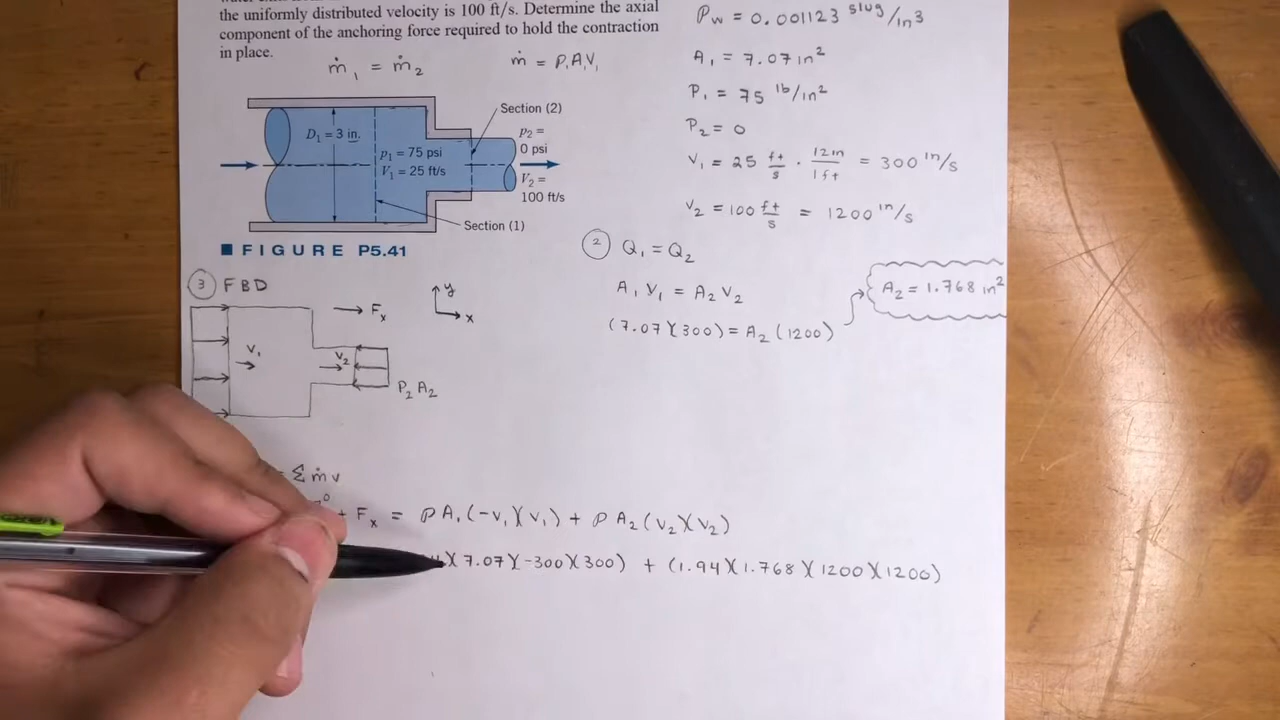 the uniformly distributed velocity is 100 ft/s. Determine the axial
component of the anchoring force required to hold the contraction
in place.
ṁ₁ = ṁ₂
ṁ = ρ₁A₁V₁
Section (2)
D₁ = 3 in.
p₁ = 75 psi
V₁ = 25 ft/s
p₂ =
0 psi
V₂ =
100 ft/s
Section (1)
■ FIGURE P5.41
③ FBD
Fₓ
y
x
V₁
V₂
P₂A₂
Σṁv
0
+ Fₓ = ρA₁(-v₁)(v₁) + ρA₂(v₂)(v₂)
)(7.07)(-300)(300) + (1.94)(1.768)(1200)(1200)
ρw = 0.001123 slug/in³
A₁ = 7.07 in²
P₁ = 75 lb/in²
P₂ = 0
V₁ = 25 ft/s · 12in/1ft = 300 in/s
V₂ = 100 ft/s = 1200 in/s
② Q₁ = Q₂
A₁V₁ = A₂V₂
(7.07)(300) = A₂(1200)
A₂ = 1.768 in²